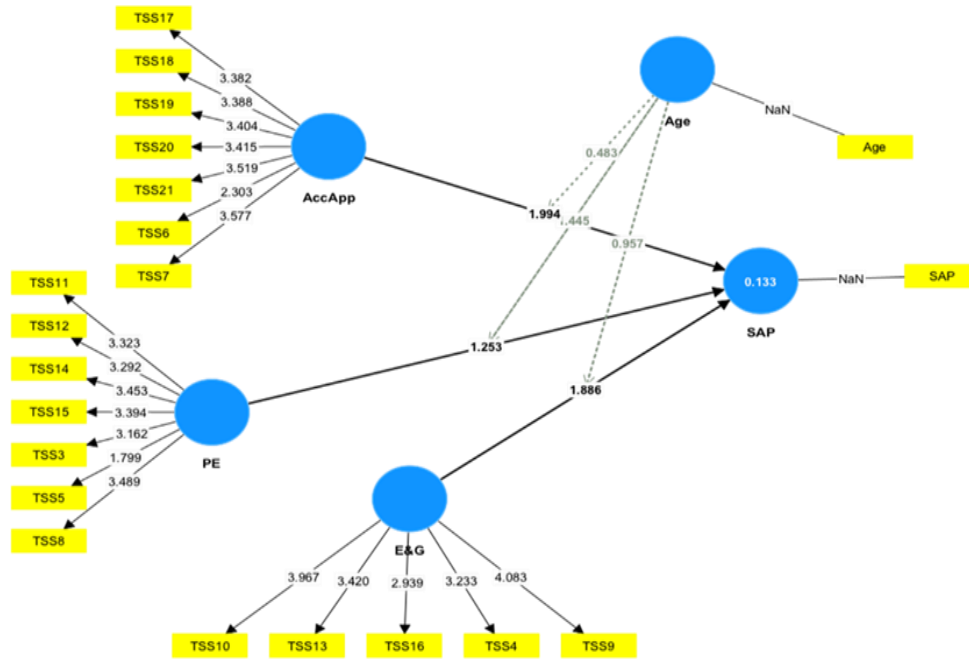 TSS17
TSS18
TSS19
TSS20
TSS21
TSS6
TSS7
3.382
3.388
3.404
3.415
3.519
2.303
3.577
AccApp
Age
NaN
Age
0.483
1.994
.445
0.957
0.133
SAP
NaN
SAP
TSS11
TSS12
TSS14
TSS15
TSS3
TSS5
TSS8
3.323
3.292
3.453
3.394
3.162
1.799
3.489
PE
1.253
1.886
E&G
3.967
3.420
2.939
3.233
4.083
TSS10
TSS13
TSS16
TSS4
TSS9